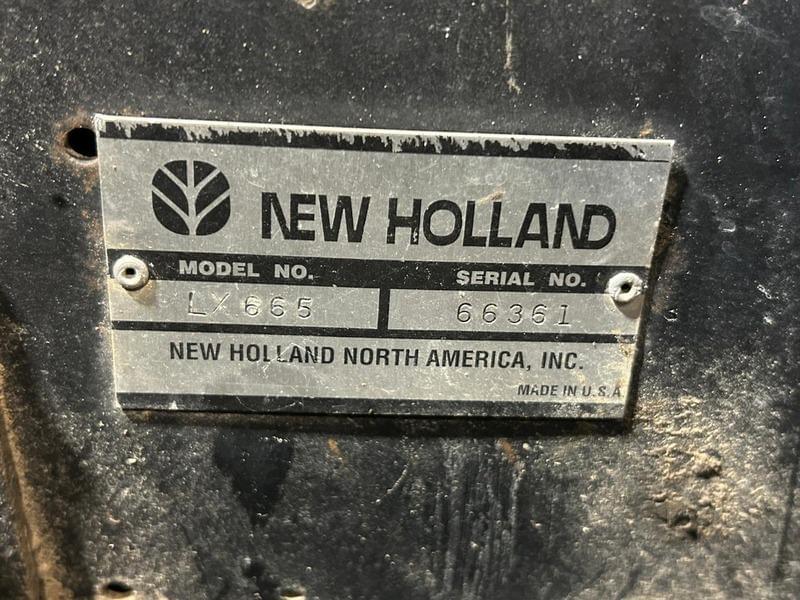 NEW HOLLAND
MODEL NO. SERIAL NO.
LX665 66361
NEW HOLLAND NORTH AMERICA, INC.
MADE IN U.S.A